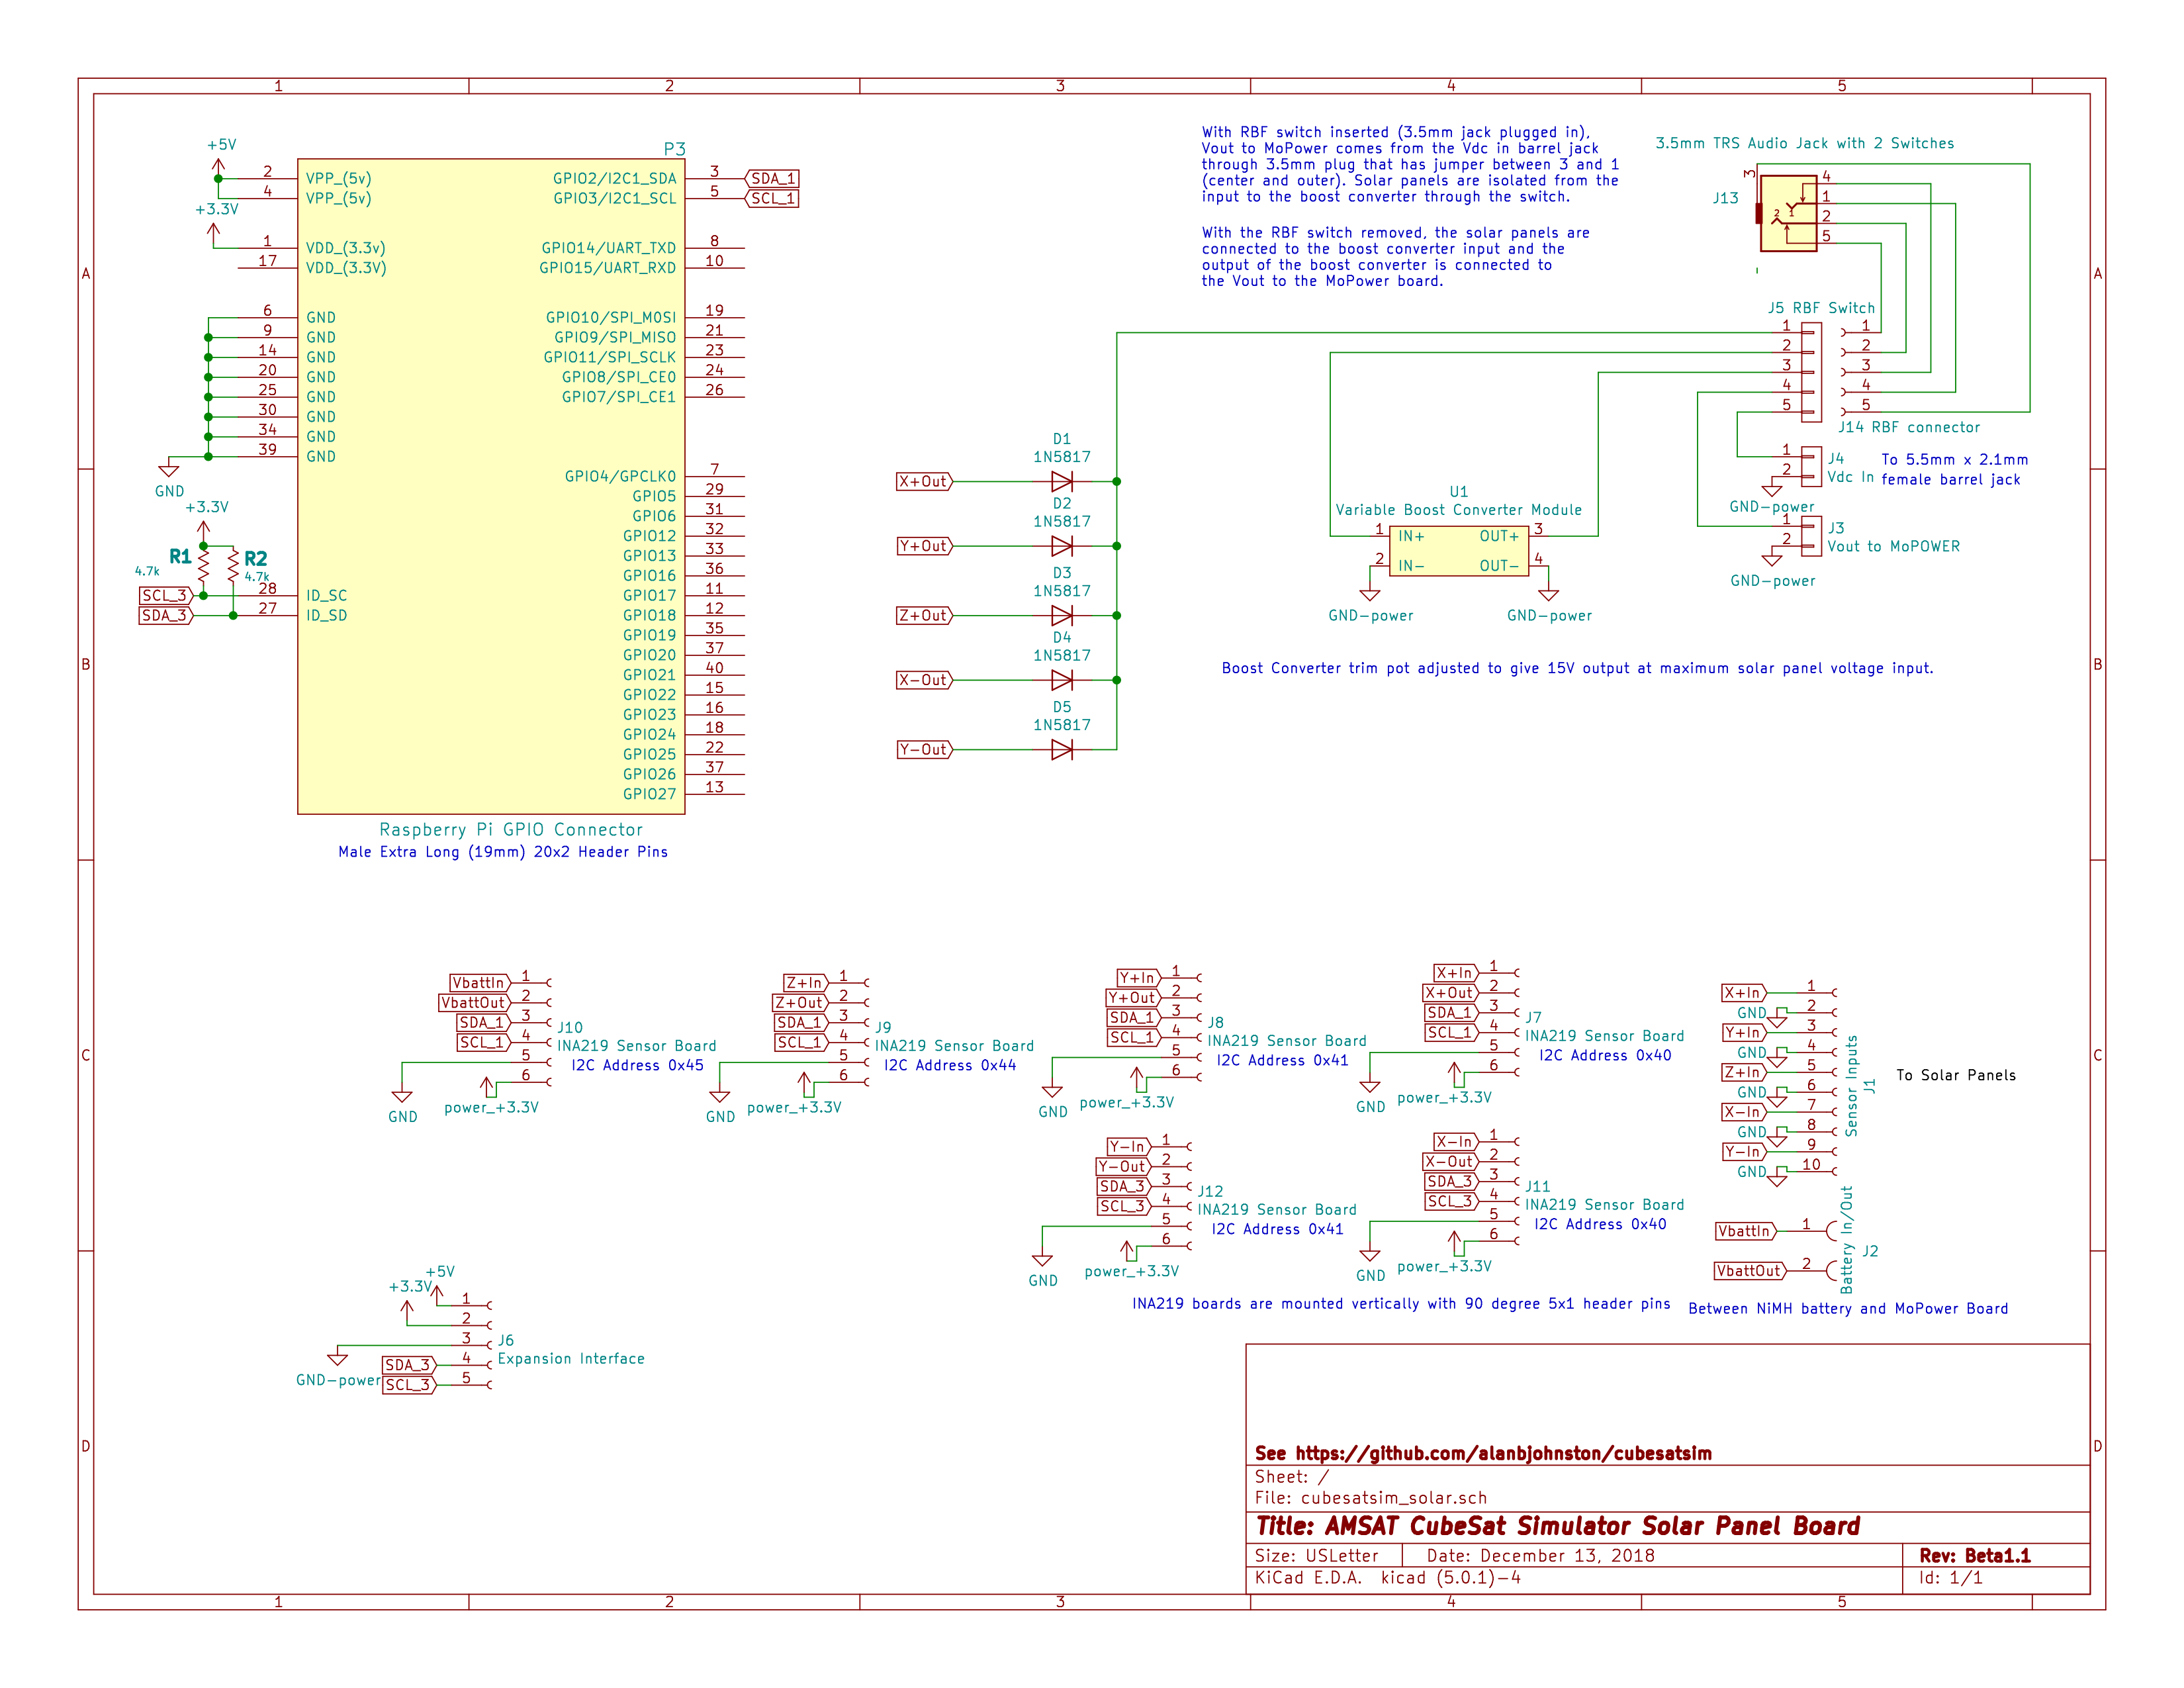 1 2 3 4 5
A
B
C
D
+5V
P3
2 VPP_(5v)
4 VPP_(5v)
+3.3V
1 VDD_(3.3v)
17 VDD_(3.3V)
6 GND
9 GND
14 GND
20 GND
25 GND
30 GND
34 GND
39 GND
GND
+3.3V
R1
4.7k
R2
4.7k
SCL_3 28 ID_SC
SDA_3 27 ID_SD
GPIO2/I2C1_SDA 3 SDA_1
GPIO3/I2C1_SCL 5 SCL_1
GPIO14/UART_TXD 8
GPIO15/UART_RXD 10
GPIO10/SPI_M0SI 19
GPIO9/SPI_MISO 21
GPIO11/SPI_SCLK 23
GPIO8/SPI_CE0 24
GPIO7/SPI_CE1 26
GPIO4/GPCLK0 7
GPIO5 29
GPIO6 31
GPIO12 32
GPIO13 33
GPIO16 36
GPIO17 11
GPIO18 12
GPIO19 35
GPIO20 37
GPIO21 40
GPIO22 15
GPIO23 16
GPIO24 18
GPIO25 22
GPIO26 37
GPIO27 13
Raspberry Pi GPIO Connector
Male Extra Long (19mm) 20x2 Header Pins
With RBF switch inserted (3.5mm jack plugged in),
Vout to MoPower comes from the Vdc in barrel jack
through 3.5mm plug that has jumper between 3 and 1
(center and outer). Solar panels are isolated from the
input to the boost converter through the switch.
With the RBF switch removed, the solar panels are
connected to the boost converter input and the
output of the boost converter is connected to
the Vout to the MoPower board.
3.5mm TRS Audio Jack with 2 Switches
J13
3
2 1
4
1
2
5
J5 RBF Switch
1 1
2 2
3 3
4 4
5 5
J14 RBF connector
1 J4
2 Vdc In
GND-power
To 5.5mm x 2.1mm
female barrel jack
1 J3
2 Vout to MoPOWER
GND-power
D1
1N5817
X+Out
D2
1N5817
Y+Out
D3
1N5817
Z+Out
D4
1N5817
X-Out
D5
1N5817
Y-Out
U1
Variable Boost Converter Module
1 IN+ OUT+ 3
2 IN- OUT- 4
GND-power GND-power
Boost Converter trim pot adjusted to give 15V output at maximum solar panel voltage input.
VbattIn 1
VbattOut 2
SDA_1 3
SCL_1 4
5
6
J10
INA219 Sensor Board
I2C Address 0x45
GND
power_+3.3V
Z+In 1
Z+Out 2
SDA_1 3
SCL_1 4
5
6
J9
INA219 Sensor Board
I2C Address 0x44
GND
power_+3.3V
Y+In 1
Y+Out 2
SDA_1 3
SCL_1 4
5
6
J8
INA219 Sensor Board
I2C Address 0x41
GND
power_+3.3V
X+In 1
X+Out 2
SDA_1 3
SCL_1 4
5
6
J7
INA219 Sensor Board
I2C Address 0x40
GND
power_+3.3V
Y-In 1
Y-Out 2
SDA_3 3
SCL_3 4
5
6
J12
INA219 Sensor Board
I2C Address 0x41
GND
power_+3.3V
X-In 1
X-Out 2
SDA_3 3
SCL_3 4
5
6
J11
INA219 Sensor Board
I2C Address 0x40
GND
power_+3.3V
INA219 boards are mounted vertically with 90 degree 5x1 header pins
X+In 1
GND 2
Y+In 3
GND 4
Z+In 5
GND 6
X-In 7
GND 8
Y-In 9
GND 10
Sensor Inputs
J1
To Solar Panels
VbattIn 1
VbattOut 2
Battery In/Out
J2
Between NiMH battery and MoPower Board
+5V
+3.3V
1
2
3
SDA_3 4
SCL_3 5
J6
Expansion Interface
GND-power
See https://github.com/alanbjohnston/cubesatsim
Sheet: /
File: cubesatsim_solar.sch
Title: AMSAT CubeSat Simulator Solar Panel Board
Size: USLetter Date: December 13, 2018 Rev: Beta1.1
KiCad E.D.A. kicad (5.0.1)-4 Id: 1/1
A
B
C
D
1 2 3 4 5